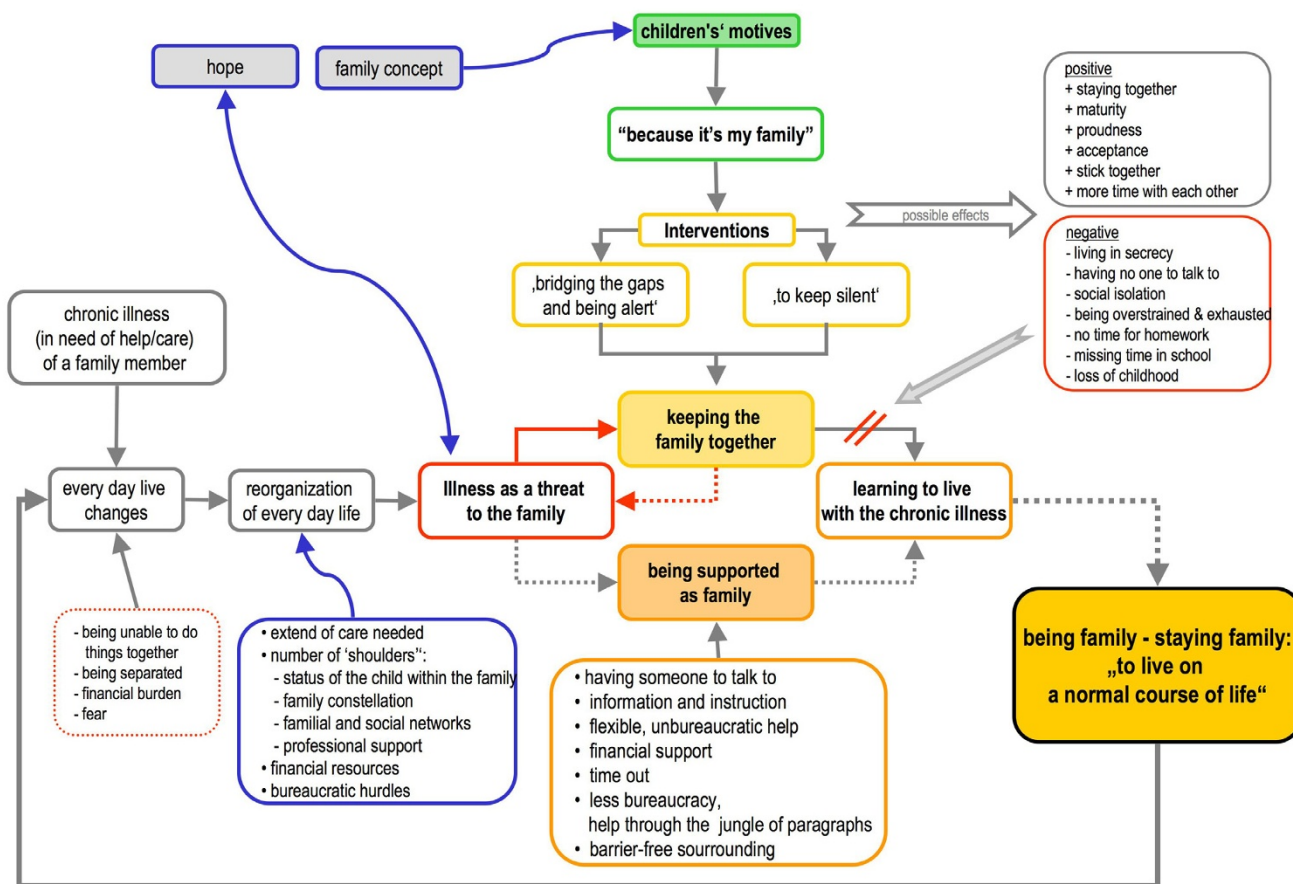 children's‘ motives
hope
family concept
“because it’s my family”
positive
+ staying together
+ maturity
+ proudness
+ acceptance
+ stick together
+ more time with each other
possible effects
Interventions
‚bridging the gaps
and being alert‘
‚to keep silent‘
negative
- living in secrecy
- having no one to talk to
- social isolation
- being overstrained & exhausted
- no time for homework
- missing time in school
- loss of childhood
chronic illness
(in need of help/care)
of a family member
keeping the
family together
every day live
changes
reorganization
of every day life
Illness as a threat
to the family
learning to live
with the chronic illness
being supported
as family
- being unable to do
things together
- being separated
- financial burden
- fear
• extend of care needed
• number of ‘shoulders“:
- status of the child within the family
- family constellation
- familial and social networks
- professional support
• financial resources
• bureaucratic hurdles
• having someone to talk to
• information and instruction
• flexible, unbureaucratic help
• financial support
• time out
• less bureaucracy,
help through the jungle of paragraphs
• barrier-free sourrounding
being family - staying family:
„to live on
a normal course of life“